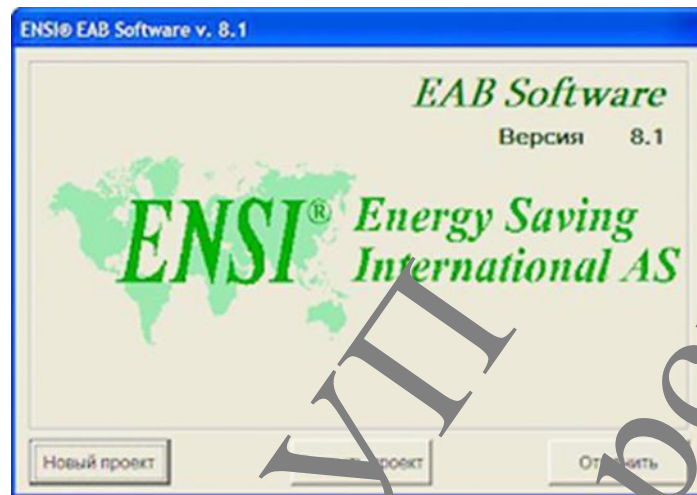 ENSI® EAB Software v. 8.1
EAB Software
Версия 8.1
ENSI® Energy Saving
International AS
Новый проект
проект